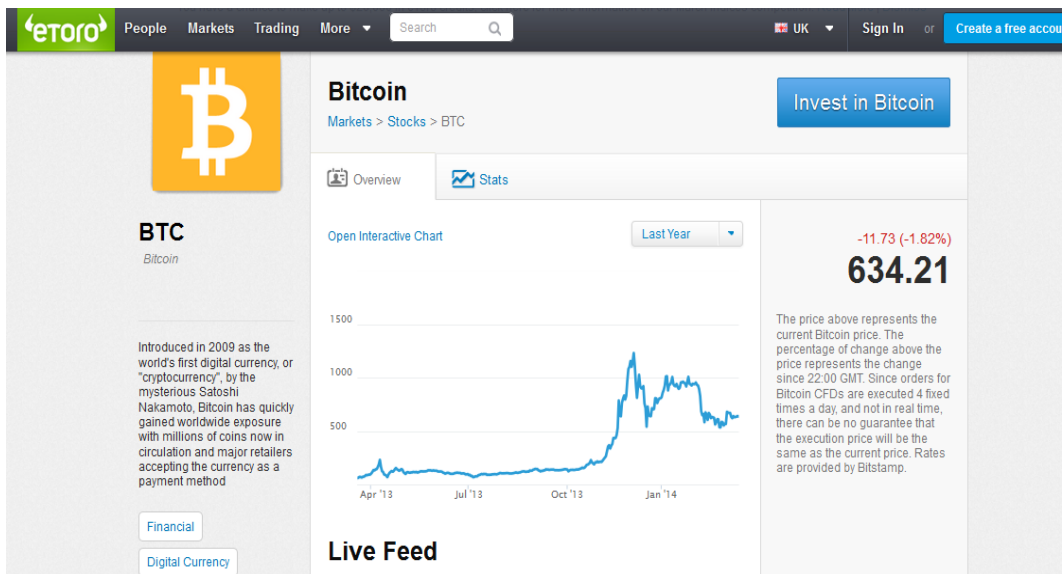 eToro People Markets Trading More Search UK Sign In or Create a free accou
Bitcoin
Markets > Stocks > BTC
Invest in Bitcoin
Overview Stats
BTC
Bitcoin
Introduced in 2009 as the
world's first digital currency, or
"cryptocurrency", by the
mysterious Satoshi
Nakamoto, Bitcoin has quickly
gained worldwide exposure
with millions of coins now in
circulation and major retailers
accepting the currency as a
payment method
Financial
Digital Currency
Open Interactive Chart Last Year
1500
1000
500
Apr '13 Jul '13 Oct '13 Jan '14
Live Feed
-11.73 (-1.82%)
634.21
The price above represents the
current Bitcoin price. The
percentage of change above the
price represents the change
since 22:00 GMT. Since orders for
Bitcoin CFDs are executed 4 fixed
times a day, and not in real time,
there can be no guarantee that
the execution price will be the
same as the current price. Rates
are provided by Bitstamp.